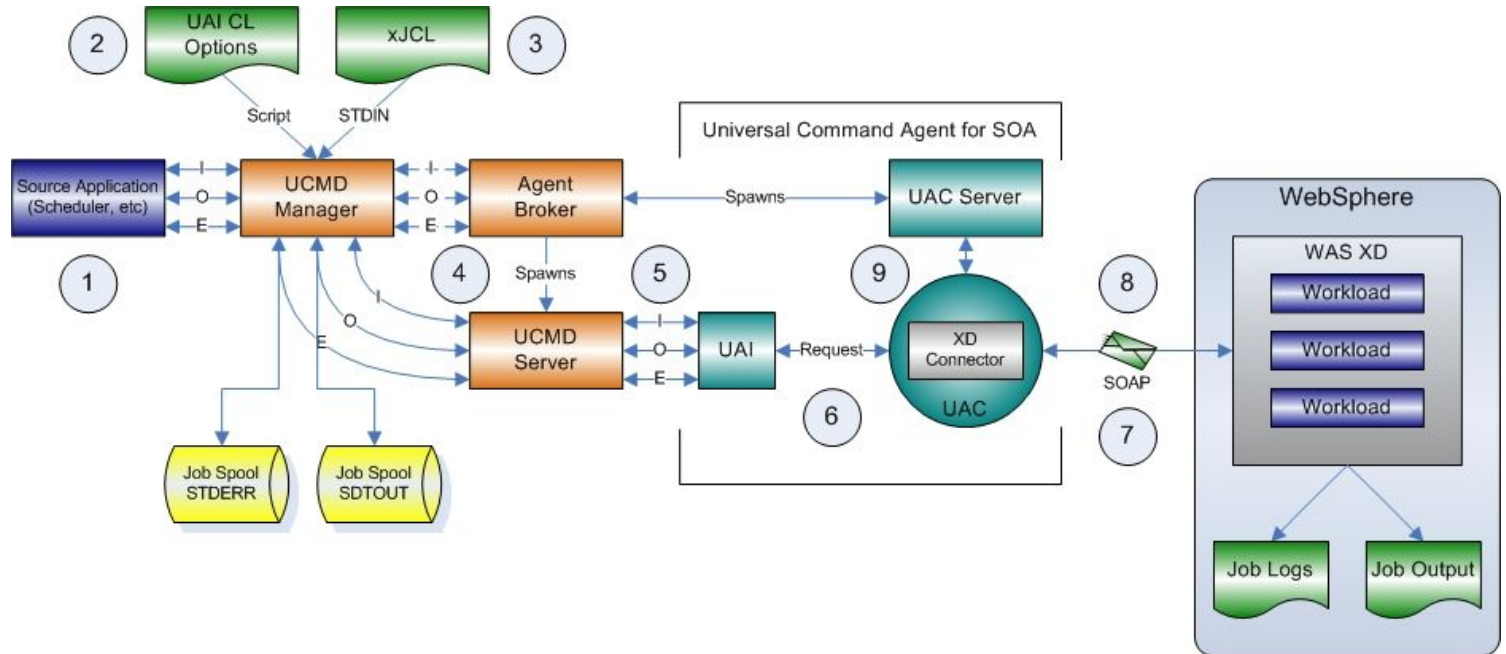 UAI CL
Options
2
xJCL
3
Script
STDIN
Universal Command Agent for SOA
Source Application
(Scheduler, etc)
I
O
E
UCMD
Manager
I
O
E
Agent
Broker
Spawns
UAC Server
WebSphere
WAS XD
Workload
Workload
Workload
1
4
Spawns
5
9
8
I
O
E
UCMD
Server
I
O
E
UAI
Request
XD
Connector
UAC
SOAP
6
7
Job Spool
STDERR
Job Spool
SDTOUT
Job Logs
Job Output